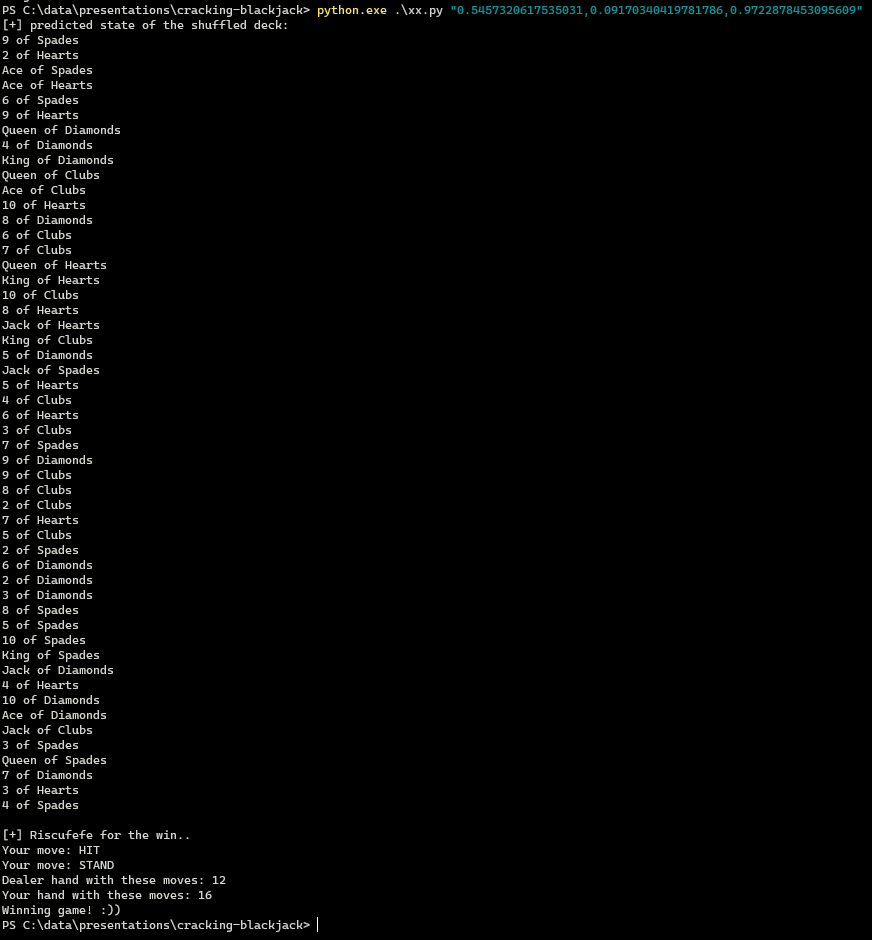 PS C:\data\presentations\cracking-blackjack> python.exe .\xx.py "0.5457320617535031,0.09170340419781786,0.9722878453095609"
[+] predicted state of the shuffled deck:
9 of Spades
2 of Hearts
Ace of Spades
Ace of Hearts
6 of Spades
9 of Hearts
Queen of Diamonds
4 of Diamonds
King of Diamonds
Queen of Clubs
Ace of Clubs
10 of Hearts
8 of Diamonds
6 of Clubs
7 of Clubs
Queen of Hearts
King of Hearts
10 of Clubs
8 of Hearts
Jack of Hearts
King of Clubs
5 of Diamonds
Jack of Spades
5 of Hearts
4 of Clubs
6 of Hearts
3 of Clubs
7 of Spades
9 of Diamonds
9 of Clubs
8 of Clubs
2 of Clubs
7 of Hearts
5 of Clubs
2 of Spades
6 of Diamonds
2 of Diamonds
3 of Diamonds
8 of Spades
5 of Spades
10 of Spades
King of Spades
Jack of Diamonds
4 of Hearts
10 of Diamonds
Ace of Diamonds
Jack of Clubs
3 of Spades
Queen of Spades
7 of Diamonds
3 of Hearts
4 of Spades
[+] Riscufefe for the win..
Your move: HIT
Your move: STAND
Dealer hand with these moves: 12
Your hand with these moves: 16
Winning game! :))
PS C:\data\presentations\cracking-blackjack>